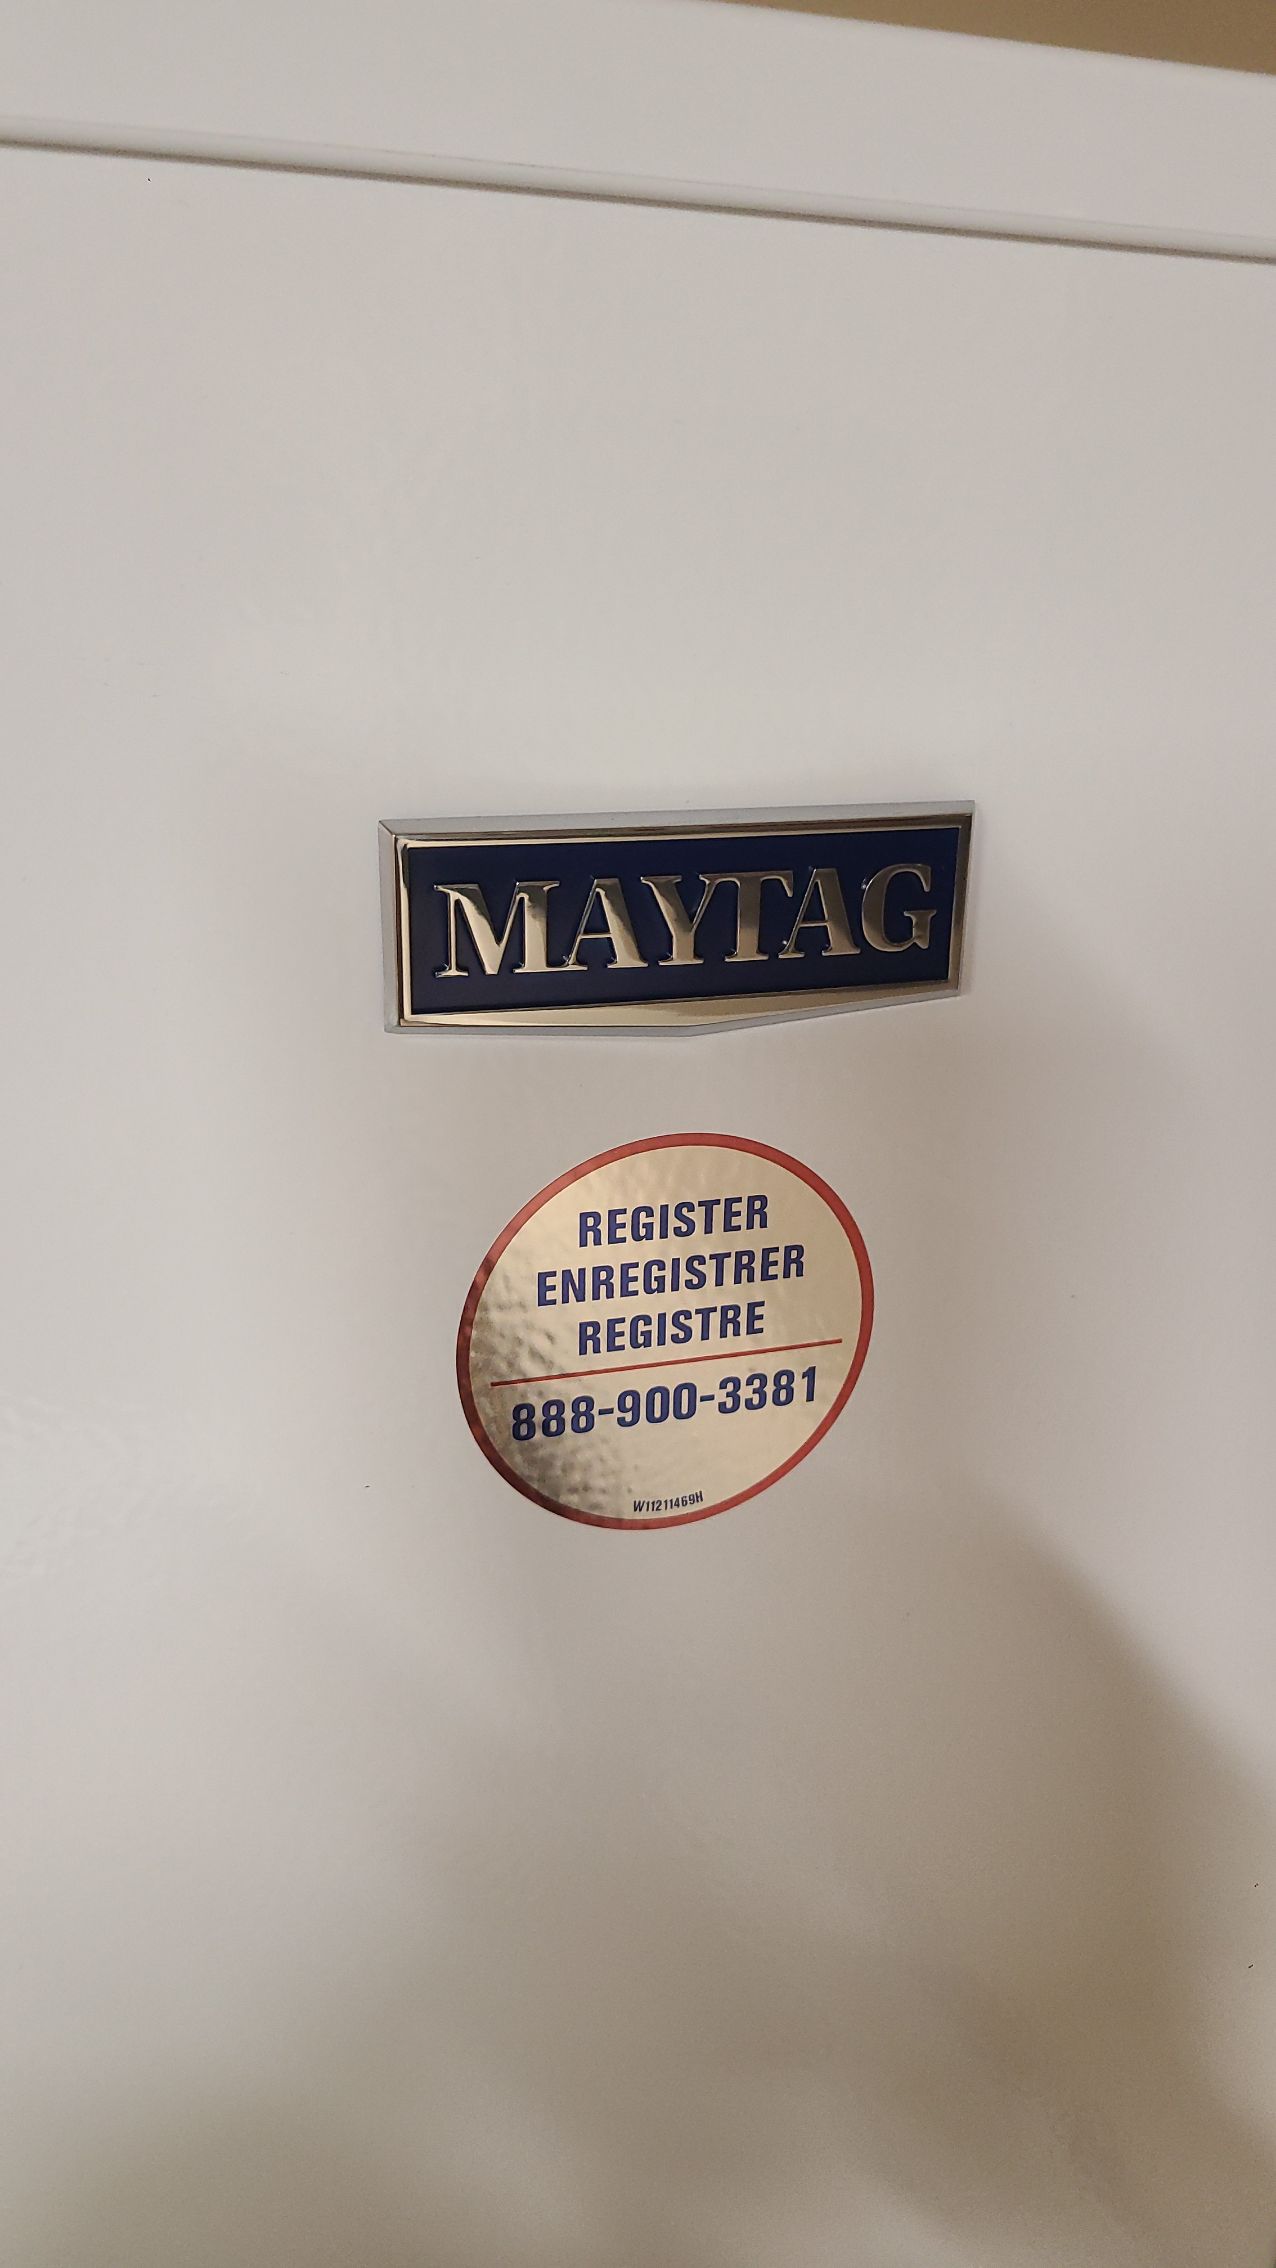 MAYTAG
REGISTER
ENREGISTRER
REGISTRE
888-900-3381
W11211469H